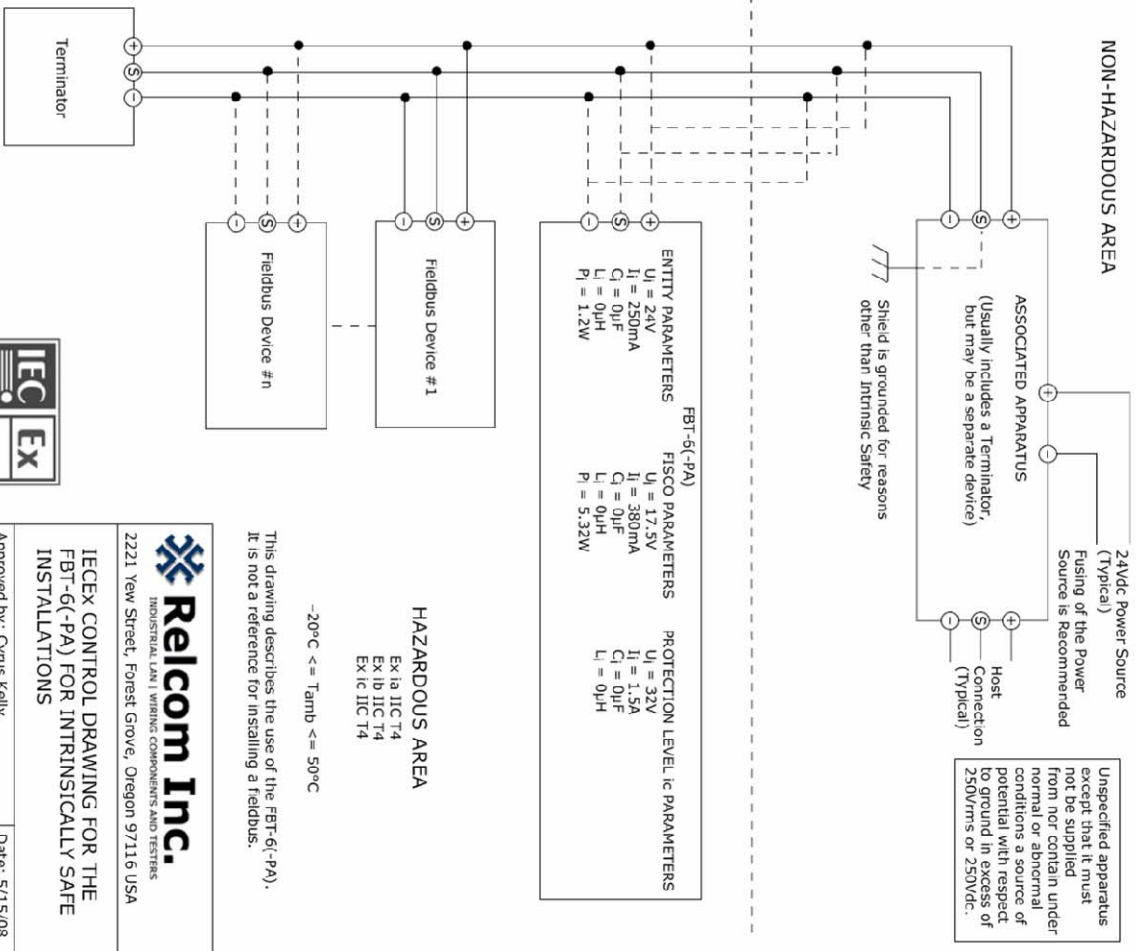 NON-HAZARDOUS AREA
24Vdc Power Source
(Typical)
Fusing of the Power
Source is Recommended
Unspecified apparatus
except that it must
not be supplied
from nor contain under
normal or abnormal
conditions a source of
potential with respect
to ground in excess of
250Vrms or 250Vdc.
+
-
+
S
-
ASSOCIATED APPARATUS
(Usually includes a Terminator,
but may be a separate device)
+
S
-
Host
Connection
(Typical)
Shield is grounded for reasons
other than Intrinsic Safety
FBT-6(-PA)
+
S
-
ENTITY PARAMETERS
Ui = 24V
Ii = 250mA
Ci = 0µF
Li = 0µH
Pi = 1.2W
FISCO PARAMETERS
Ui = 17.5V
Ii = 380mA
Ci = 0µF
Li = 0µH
Pi = 5.32W
PROTECTION LEVEL ic PARAMETERS
Ui = 32V
Ii = 1.5A
Ci = 0µF
Li = 0µH
+
S
-
Fieldbus Device #1
+
S
-
Fieldbus Device #n
HAZARDOUS AREA
Ex ia IIC T4
Ex ib IIC T4
Ex ic IIC T4
-20°C <= Tamb <= 50°C
This drawing describes the use of the FBT-6(-PA).
It is not a reference for installing a fieldbus.
+
S
-
Terminator
IEC Ex
Relcom Inc.
INDUSTRIAL LAN | WIRING COMPONENTS AND TESTERS
2221 Yew Street, Forest Grove, Oregon 97116 USA
IECEx CONTROL DRAWING FOR THE
FBT-6(-PA) FOR INTRINSICALLY SAFE
INSTALLATIONS
Approved by: Cyrus Kelly
Date: 5/15/08